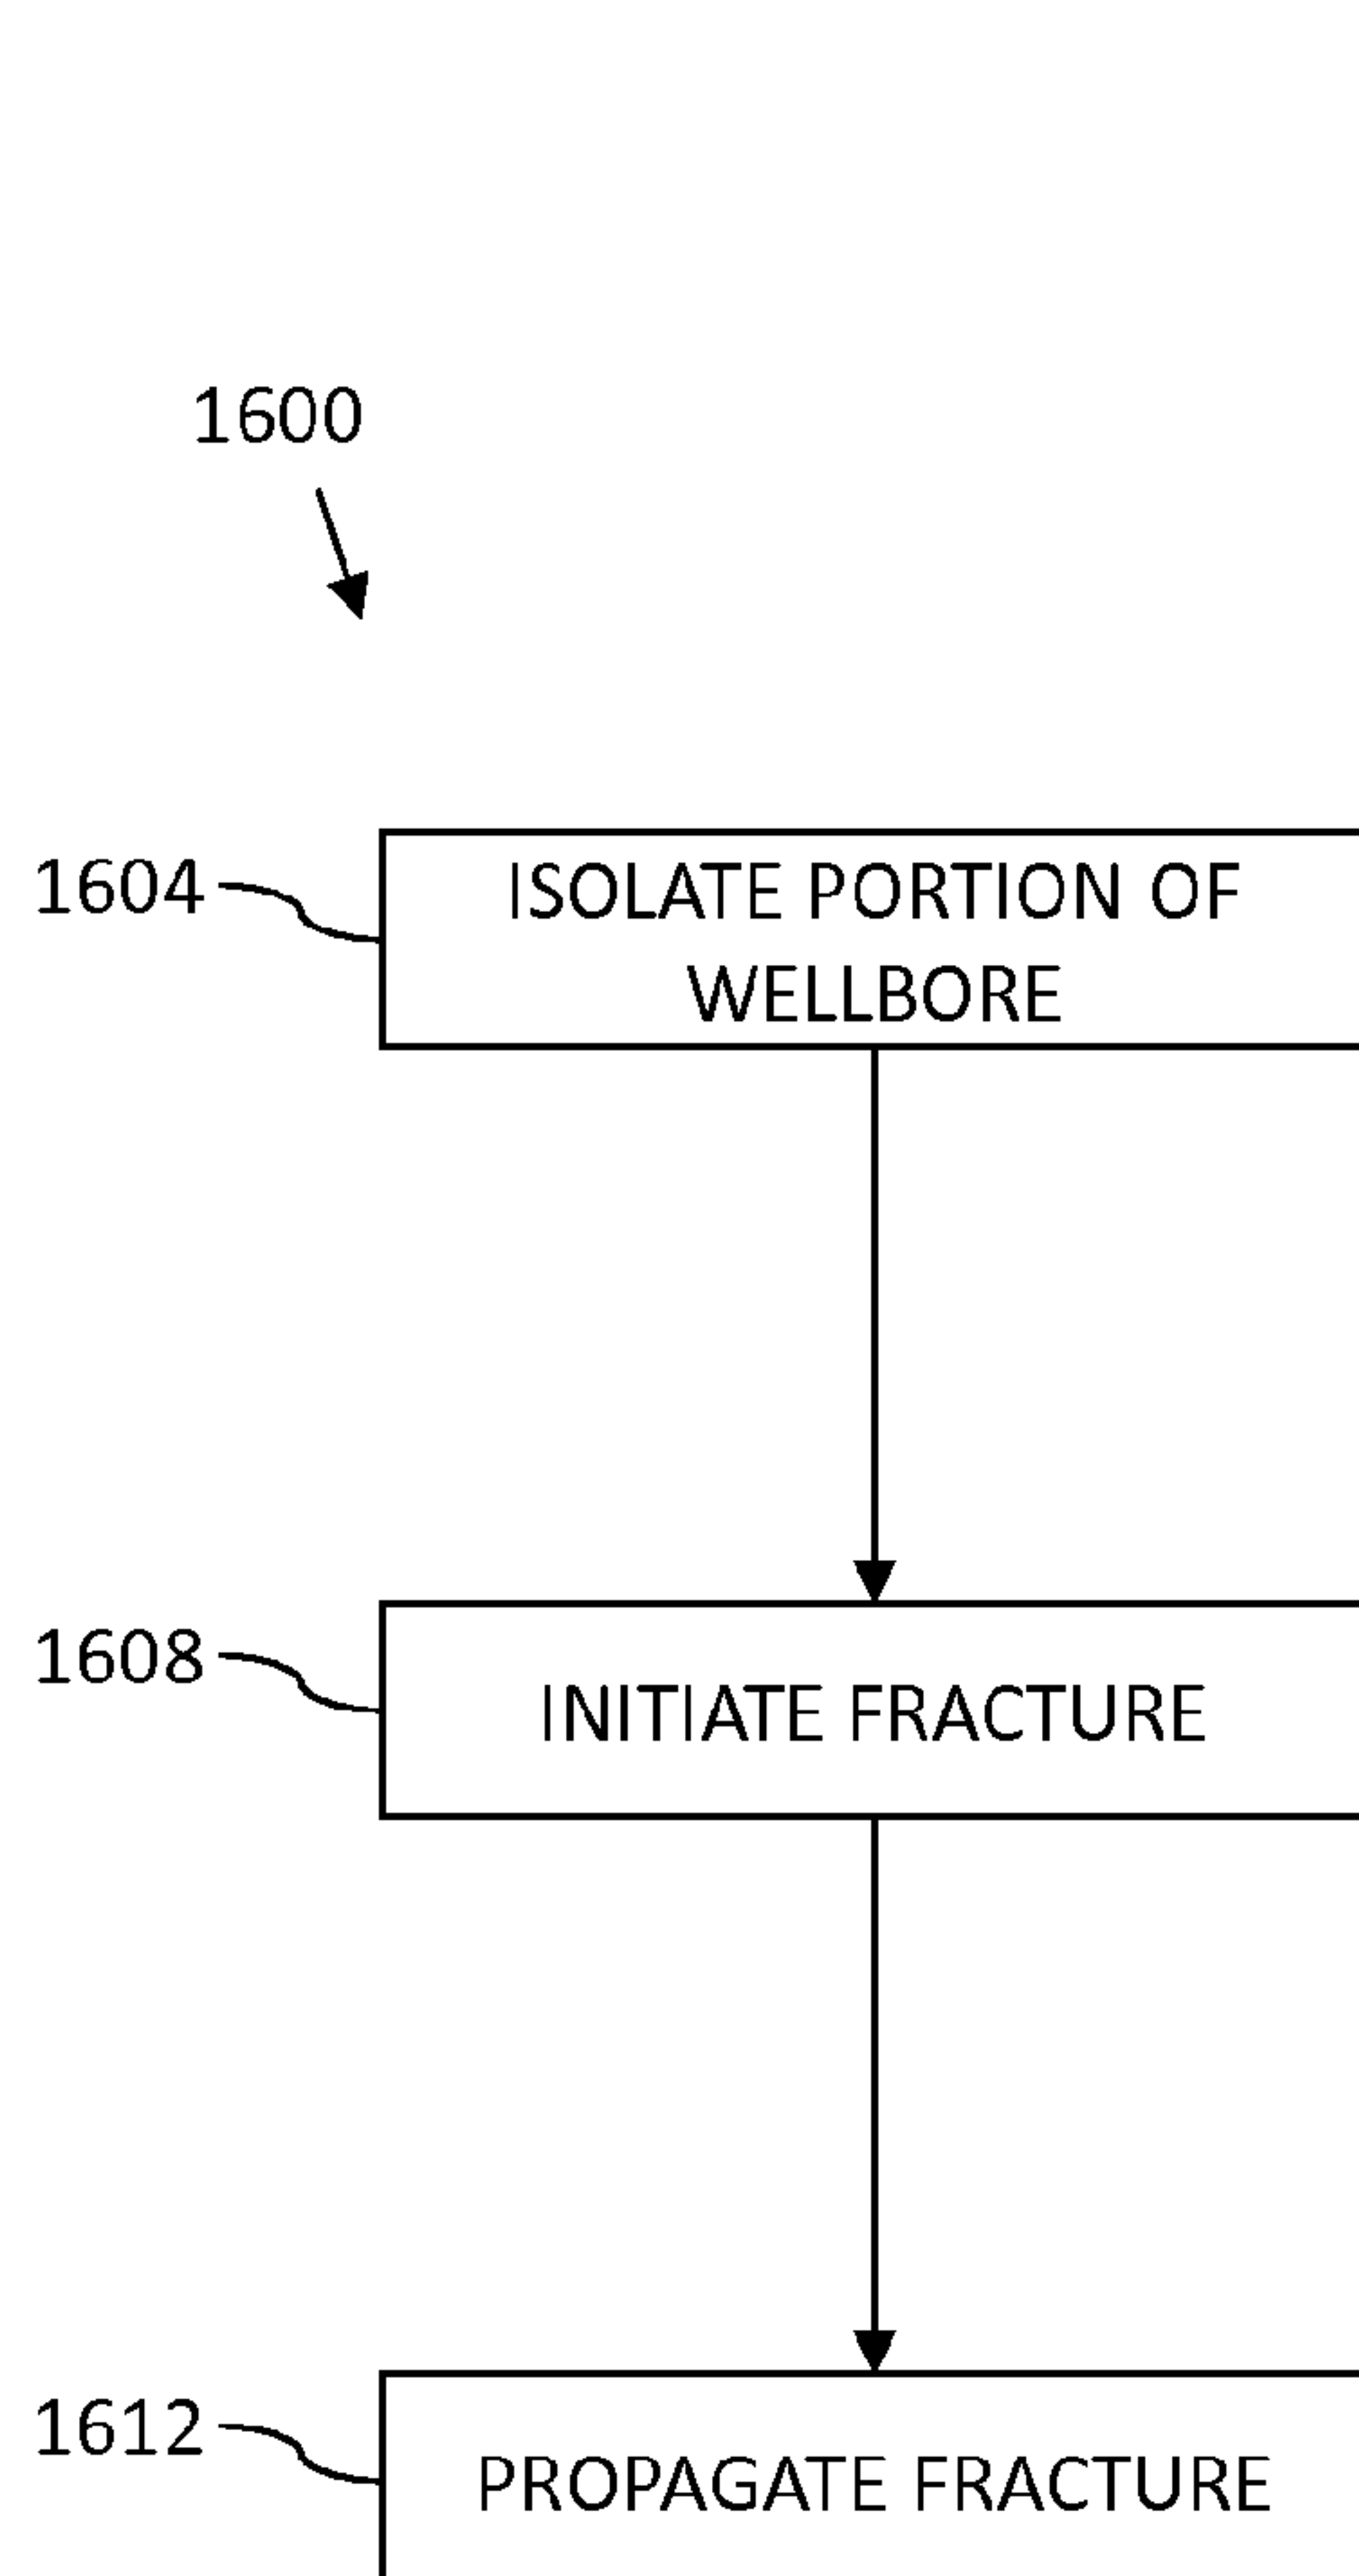 1600
1604
ISOLATE PORTION OF
WELLBORE
1608
INITIATE FRACTURE
1612
PROPAGATE FRACTURE